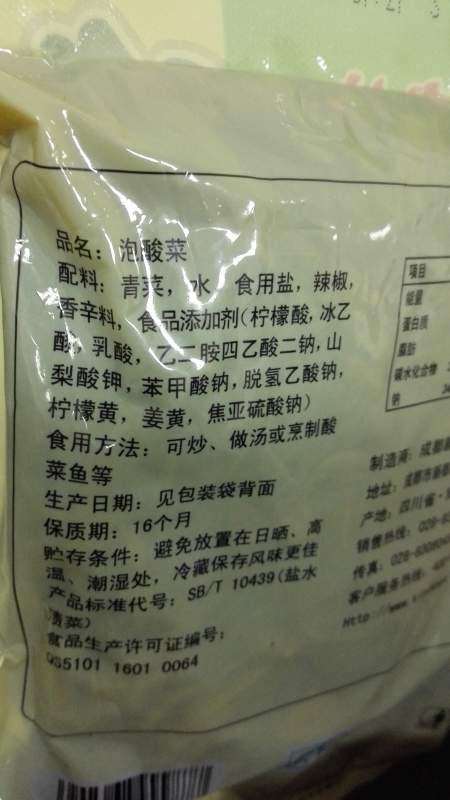 品名：泡酸菜
配料：青菜，水，食用盐，辣椒，
香辛料，食品添加剂（柠檬酸，冰乙
酸，乳酸，乙二胺四乙酸二钠，山
梨酸钾，苯甲酸钠，脱氢乙酸钠，
柠檬黄，姜黄，焦亚硫酸钠）
食用方法：可炒、做汤或烹制酸
菜鱼等
生产日期：见包装袋背面
保质期：16个月
贮存条件：避免放置在日晒、高
温、潮湿处，冷藏保存风味更佳
产品标准代号：SB/T 10439(盐水
渍菜)
食品生产许可证编号：
QS5101 1601 0064
项目
能量
蛋白质
脂肪
碳水化合物
钠
制造商：成都
地址：成都市新都
产地：四川省·
销售热线：028-8
传真：028-83080
客户服务热线：40
Http://www.